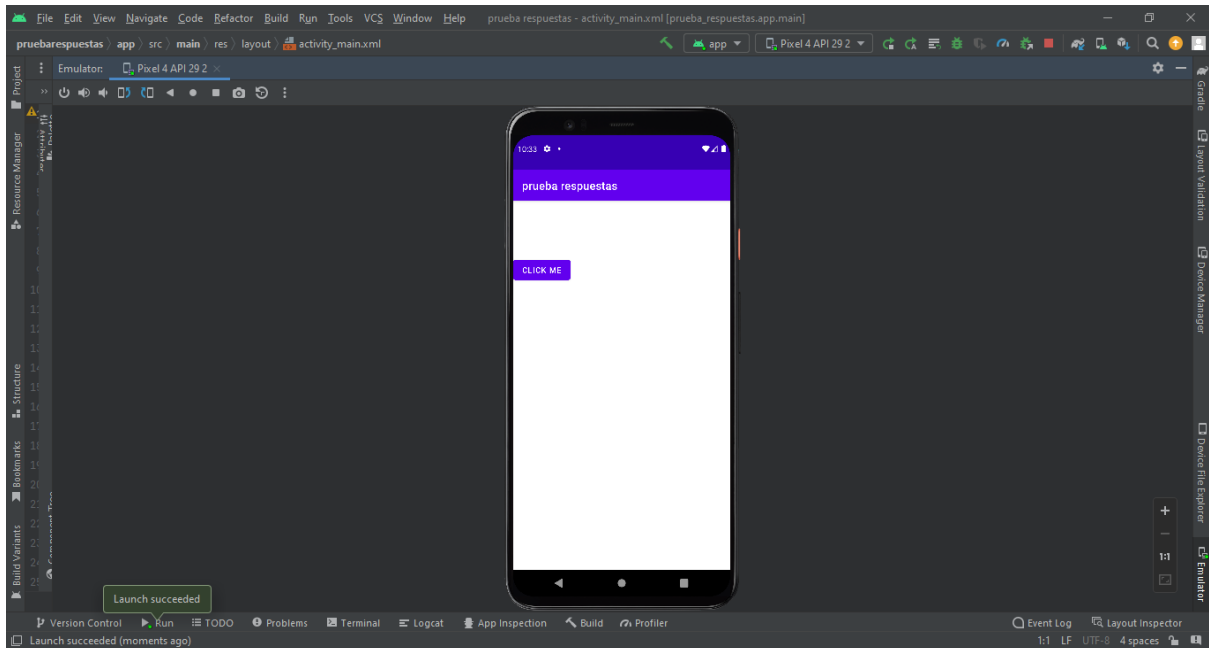 File Edit View Navigate Code Refactor Build Run Tools VCS Window Help prueba respuestas - activity_main.xml [prueba_respuestas.app.main]
pruebarespuestas app src main res layout activity_main.xml app Pixel 4 API 29 2
Emulator: Pixel 4 API 29 2
10:33
prueba respuestas
CLICK ME
Project
Resource Manager
Structure
Bookmarks
Build Variants
Attributes
Palette
Component Tree
Gradle
Layout Validation
Device Manager
Device File Explorer
Emulator
1:1
Launch succeeded
Version Control Run TODO Problems Terminal Logcat App Inspection Build Profiler Event Log Layout Inspector
Launch succeeded (moments ago) 1:1 LF UTF-8 4 spaces